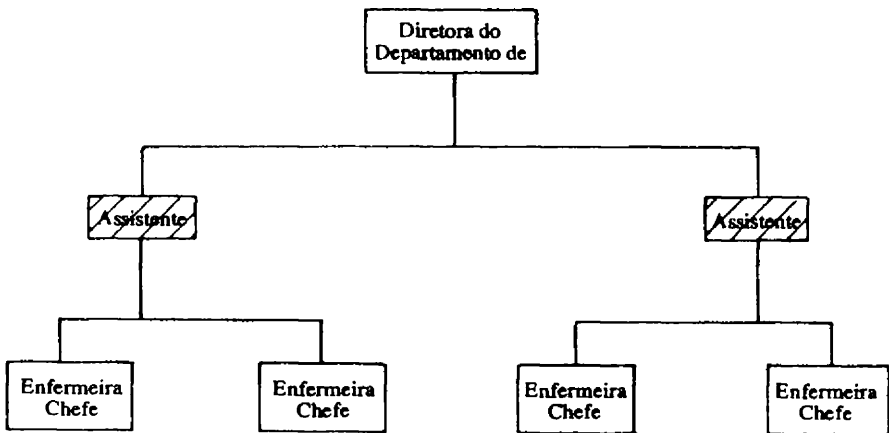 Diretora do
Departamento de
Assistente
Assistente
Enfermeira
Chefe
Enfermeira
Chefe
Enfermeira
Chefe
Enfermeira
Chefe